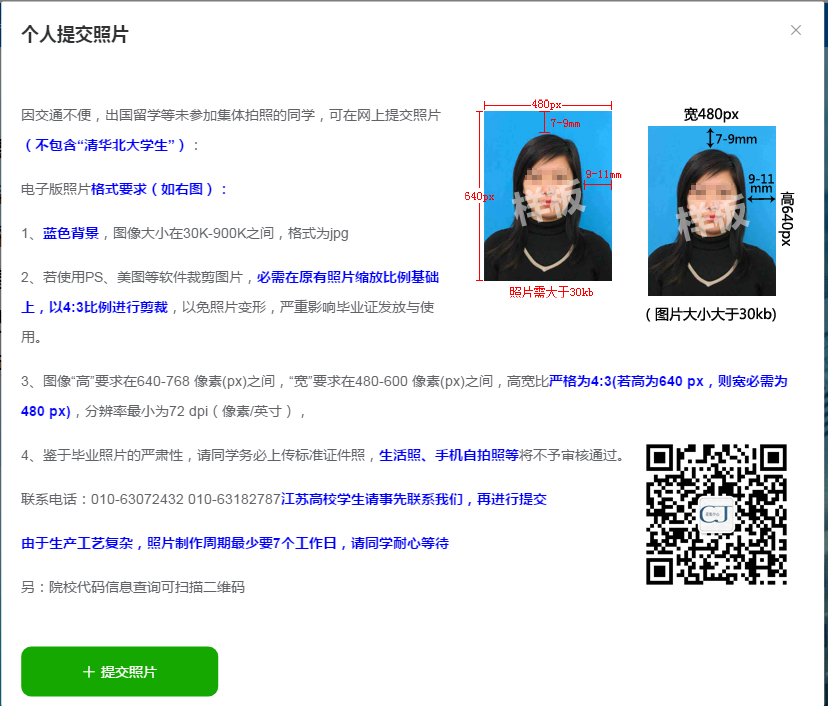 个人提交照片
因交通不便，出国留学等未参加集体拍照的同学，可在网上提交照片
（不包含“清华北大学生”）：
电子版照片格式要求（如右图）：
1、蓝色背景，图像大小在30K-900K之间，格式为jpg
2、若使用PS、美图等软件裁剪图片，必需在原有照片缩放比例基础
上，以4:3比例进行剪裁，以免照片变形，严重影响毕业证发放与使
用。
480px
7-9mm
9-11mm
640px
样板
照片需大于30kb
宽480px
7-9mm
9-11
mm
高640px
样板
（图片大小大于30kb)
3、图像“高”要求在640-768 像素(px)之间，“宽”要求在480-600 像素(px)之间，高宽比严格为4:3(若高为640 px，则宽必需为
480 px)，分辨率最小为72 dpi（像素/英寸），
4、鉴于毕业照片的严肃性，请同学务必上传标准证件照，生活照、手机自拍照等将不予审核通过。
联系电话：010-63072432 010-63182787江苏高校学生请事先联系我们，再进行提交
由于生产工艺复杂，照片制作周期最少要7个工作日，请同学耐心等待
另：院校代码信息查询可扫描二维码
CJ
+ 提交照片